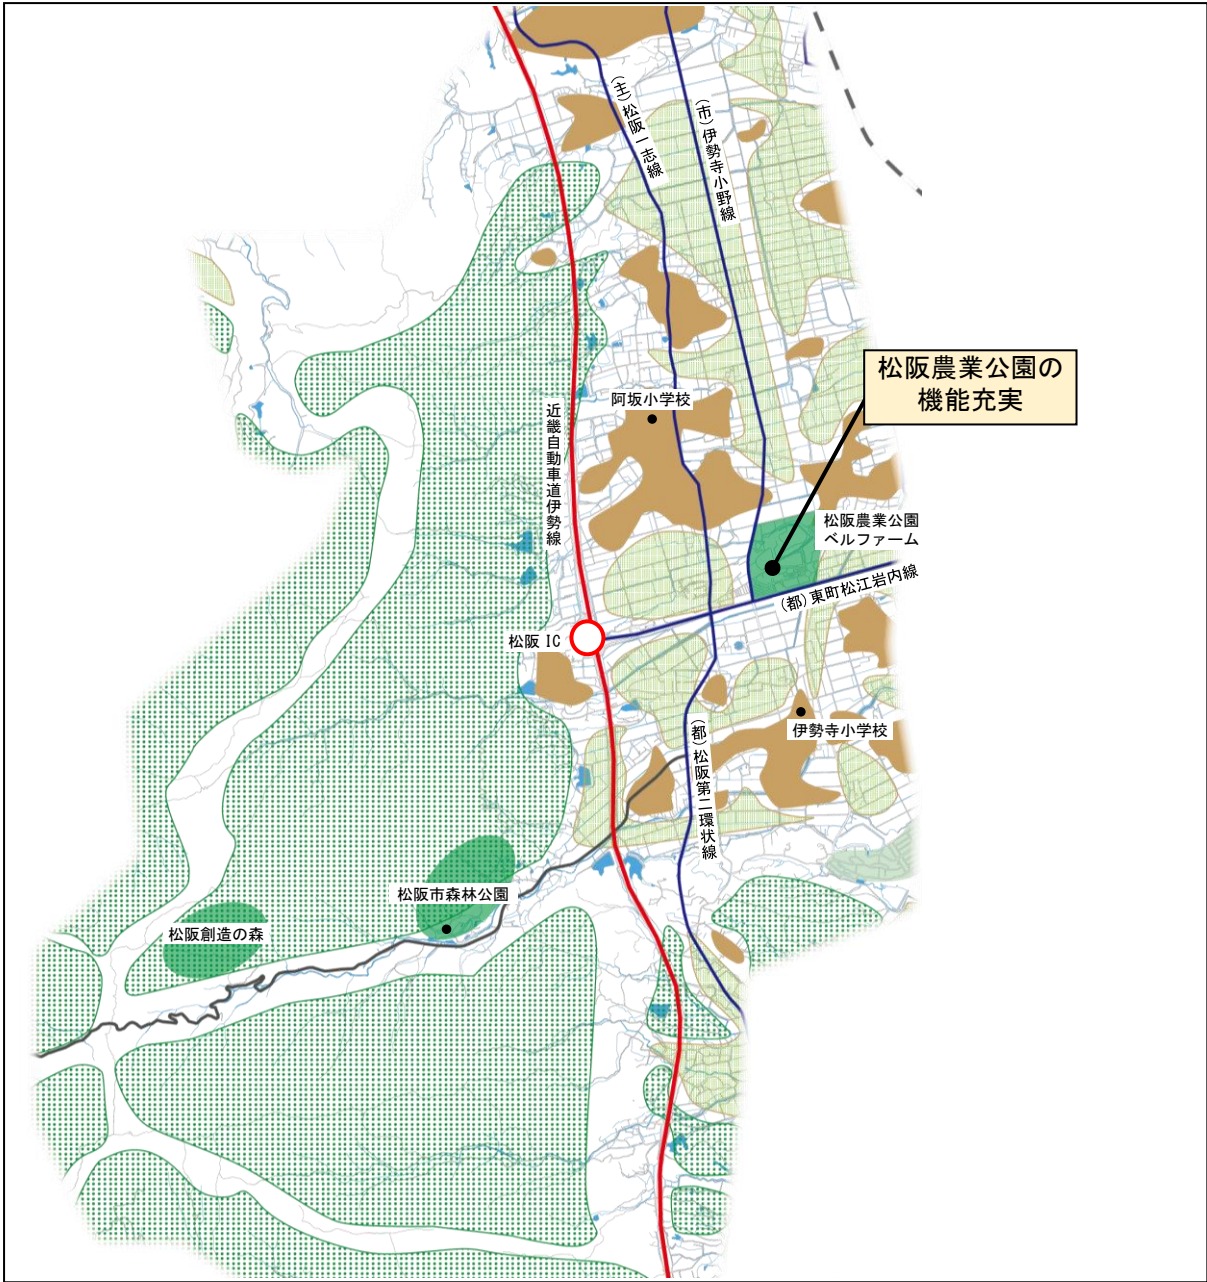 (主)松阪一志線
(市)伊勢寺小野線
松阪農業公園の
機能充実
阿坂小学校
近畿自動車道伊勢線
松阪農業公園
ベルファーム
(都)東町松江岩内線
松阪 IC
伊勢寺小学校
(都)松阪第二環状線
松阪市森林公園
松阪創造の森